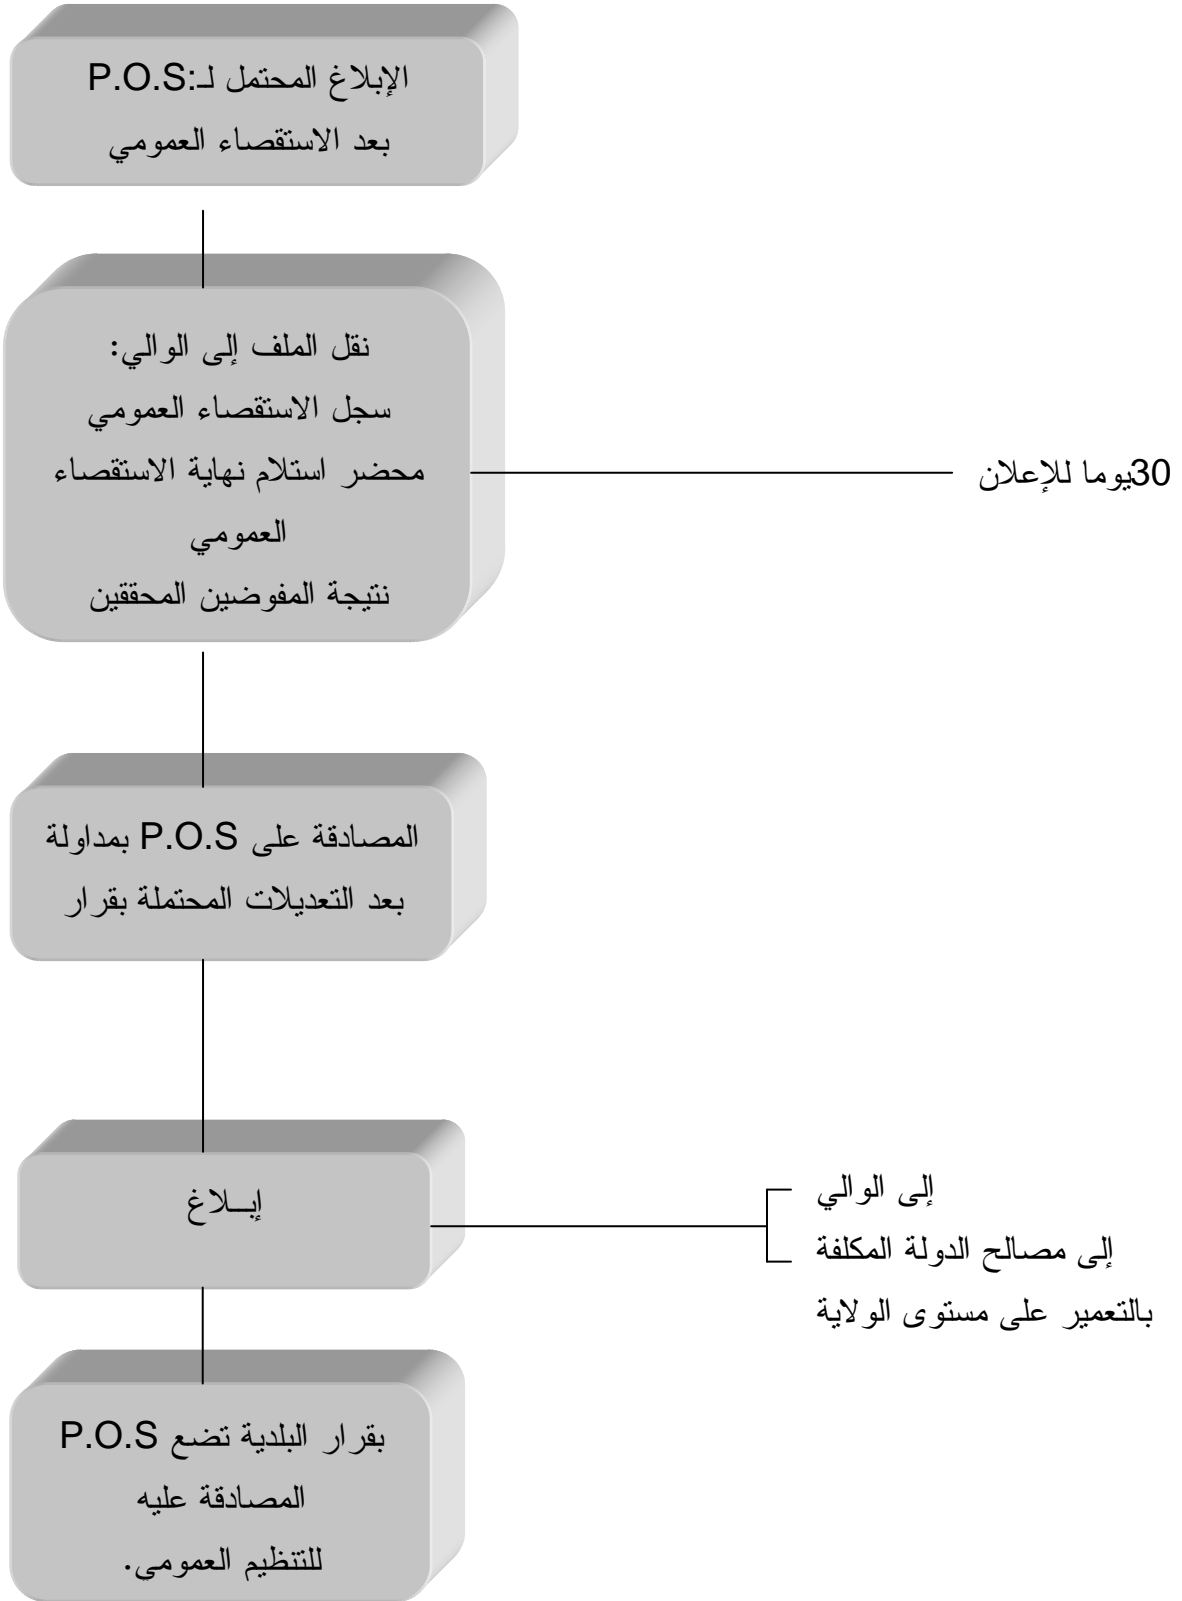 الإبلاغ المحتمل لـ:P.O.S
بعد الاستقصاء العمومي
نقل الملف إلى الوالي:
سجل الاستقصاء العمومي
محضر استلام نهاية الاستقصاء
العمومي
نتيجة المفوضين المحققين
30يوما للإعلان
المصادقة على P.O.S بمداولة
بعد التعديلات المحتملة بقرار
إبــلاغ
إلى الوالي
إلى مصالح الدولة المكلفة
بالتعمير على مستوى الولاية
بقرار البلدية تضع P.O.S
المصادقة عليه
للتنظيم العمومي.